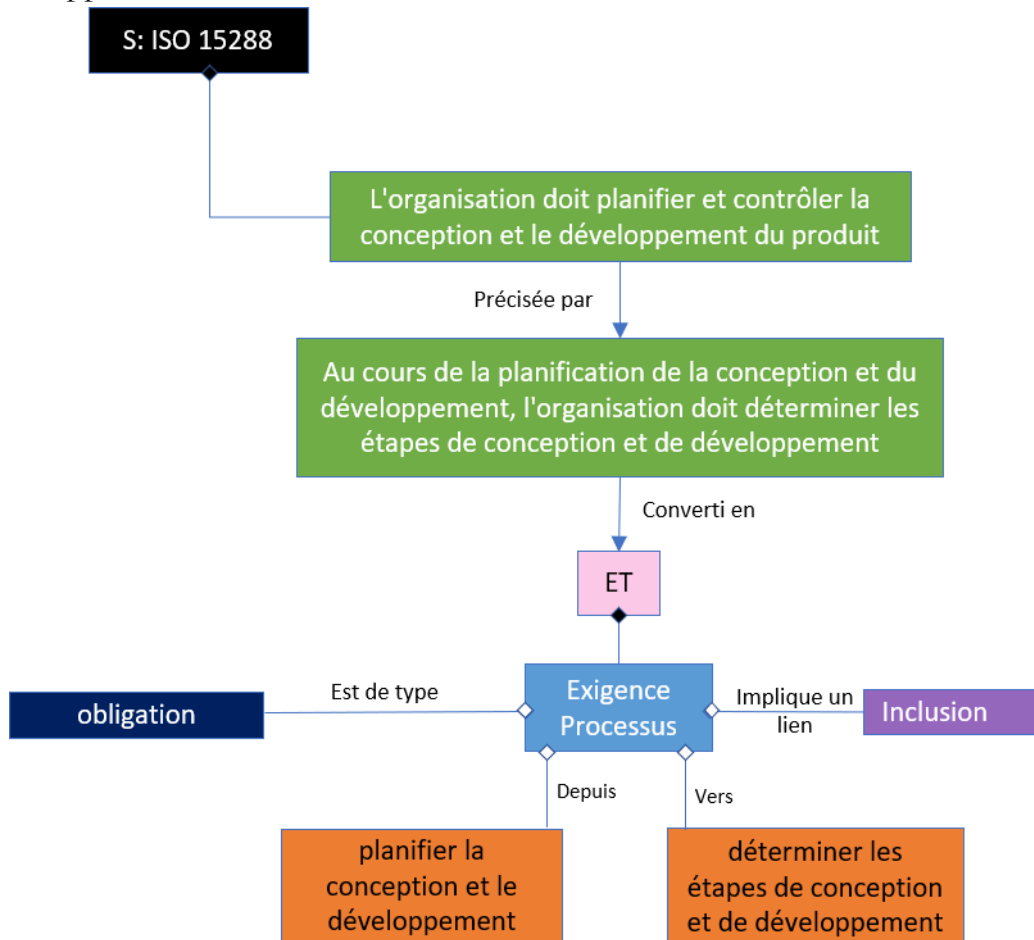 S: ISO 15288
L'organisation doit planifier et contrôler la
conception et le développement du produit
Précisée par
Au cours de la planification de la conception et du
développement, l'organisation doit déterminer les
étapes de conception et de développement
Converti en
ET
obligation
Est de type
Exigence
Processus
Implique un
lien
Inclusion
Depuis
Vers
planifier la
conception et le
développement
déterminer les
étapes de conception
et de développement